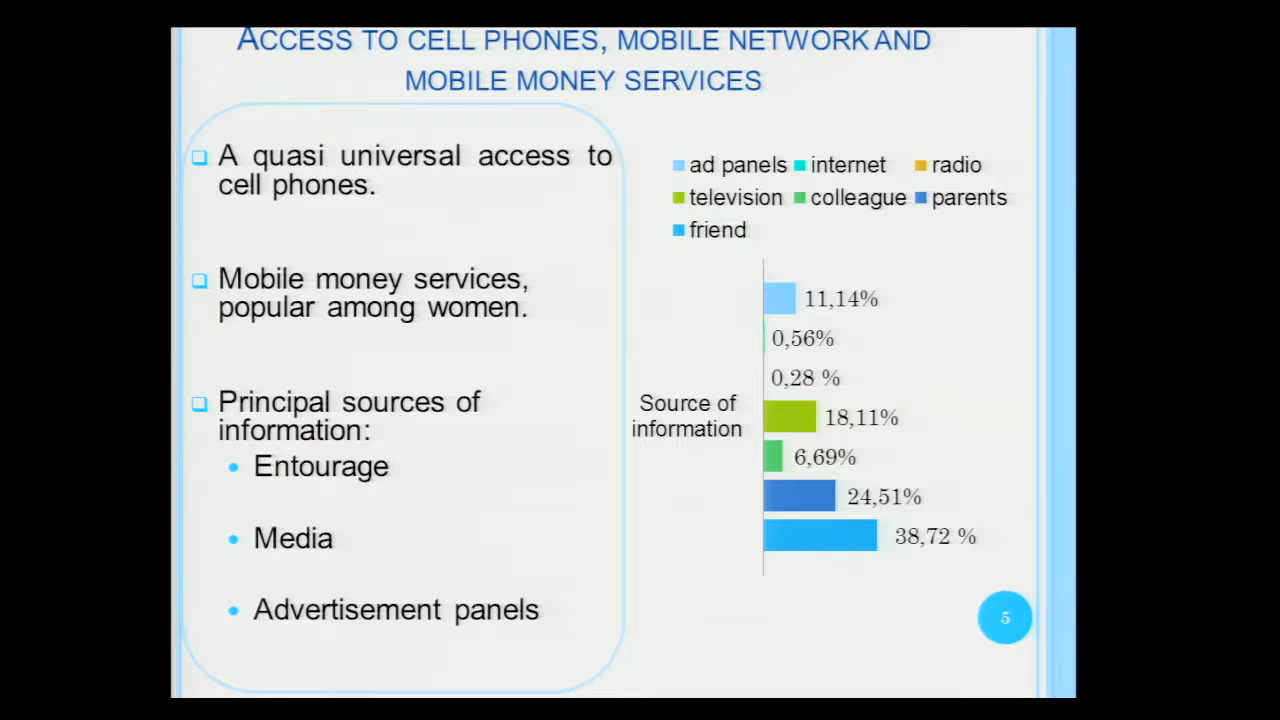 ACCESS TO CELL PHONES, MOBILE NETWORK AND
MOBILE MONEY SERVICES
A quasi universal access to
cell phones.
Mobile money services,
popular among women.
Principal sources of
information:
Entourage
Media
Advertisement panels
ad panels internet radio
television colleague parents
friend
11,14%
0,56%
0,28 %
18,11%
Source of
information
6,69%
24,51%
38,72 %
5